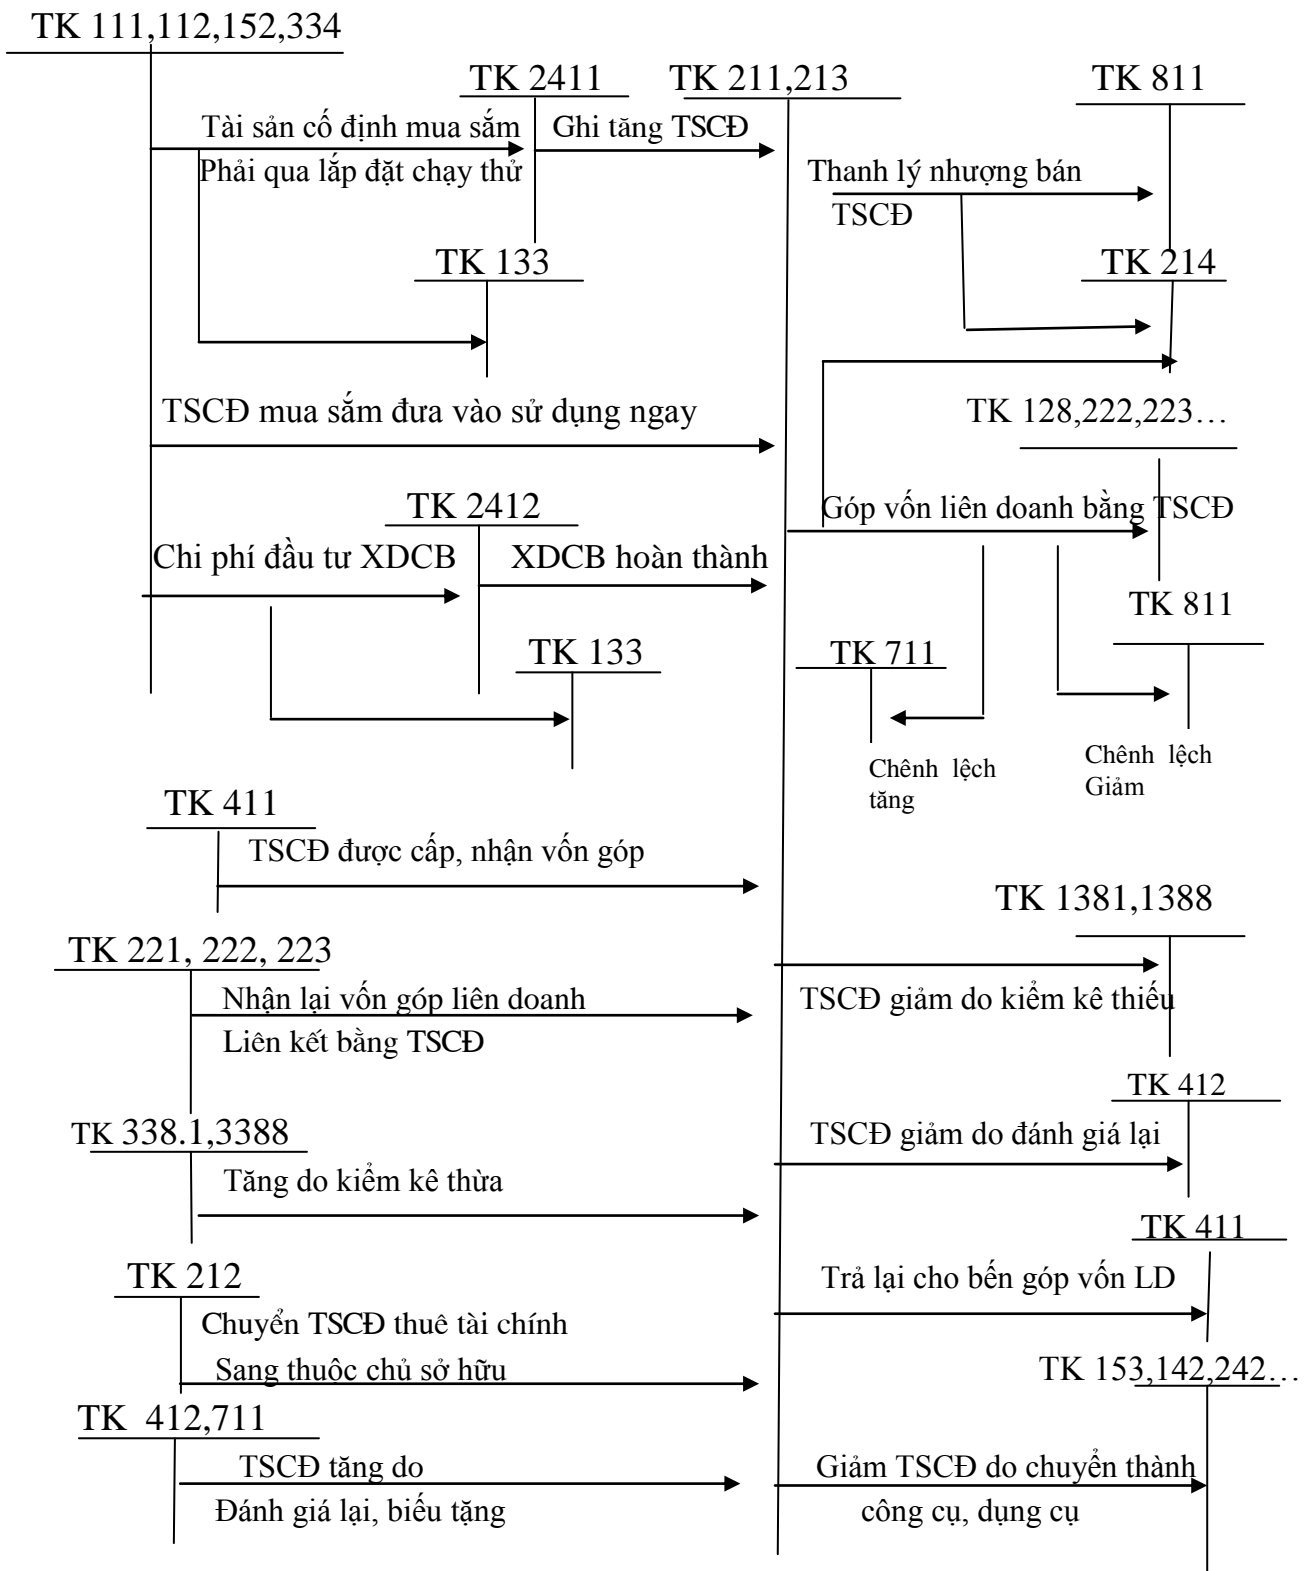 TK 111,112,152,334
TK 2411
TK 211,213
TK 811
Tài sản cố định mua sắm
Ghi tăng TSCĐ
Phải qua lắp đặt chạy thử
Thanh lý nhượng bán
TSCĐ
TK 133
TK 214
TSCĐ mua sắm đưa vào sử dụng ngay
TK 128,222,223…
TK 2412
Góp vốn liên doanh bằng TSCĐ
Chi phí đầu tư XDCB
XDCB hoàn thành
TK 811
TK 133
TK 711
Chênh lệch
tăng
Chênh lệch
Giảm
TK 411
TSCĐ được cấp, nhận vốn góp
TK 1381,1388
TK 221, 222, 223
Nhận lại vốn góp liên doanh
Liên kết bằng TSCĐ
TSCĐ giảm do kiểm kê thiếu
TK 412
TK 338.1,3388
TSCĐ giảm do đánh giá lại
Tăng do kiểm kê thừa
TK 411
TK 212
Trả lại cho bến góp vốn LD
Chuyển TSCĐ thuê tài chính
Sang thuộc chủ sở hữu
TK 153,142,242…
TK 412,711
TSCĐ tăng do
Đánh giá lại, biếu tặng
Giảm TSCĐ do chuyển thành
công cụ, dụng cụ